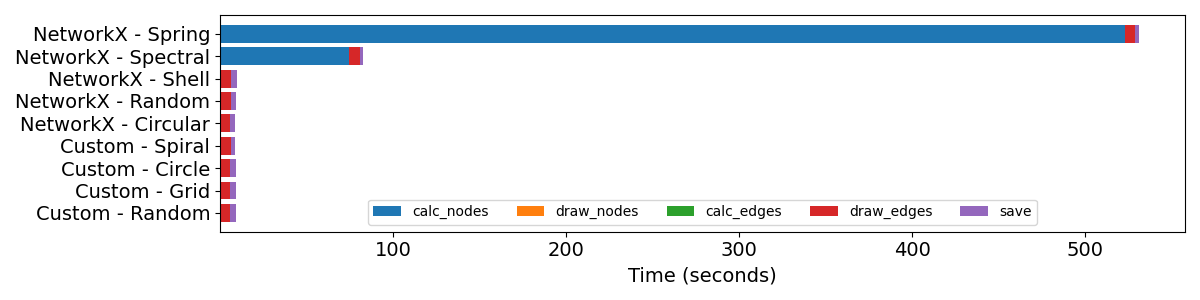 NetworkX - Spring
NetworkX - Spectral
NetworkX - Shell
NetworkX - Random
NetworkX - Circular
Custom - Spiral
Custom - Circle
Custom - Grid
Custom - Random
calc_nodes draw_nodes calc_edges draw_edges save
100 200 300 400 500
Time (seconds)